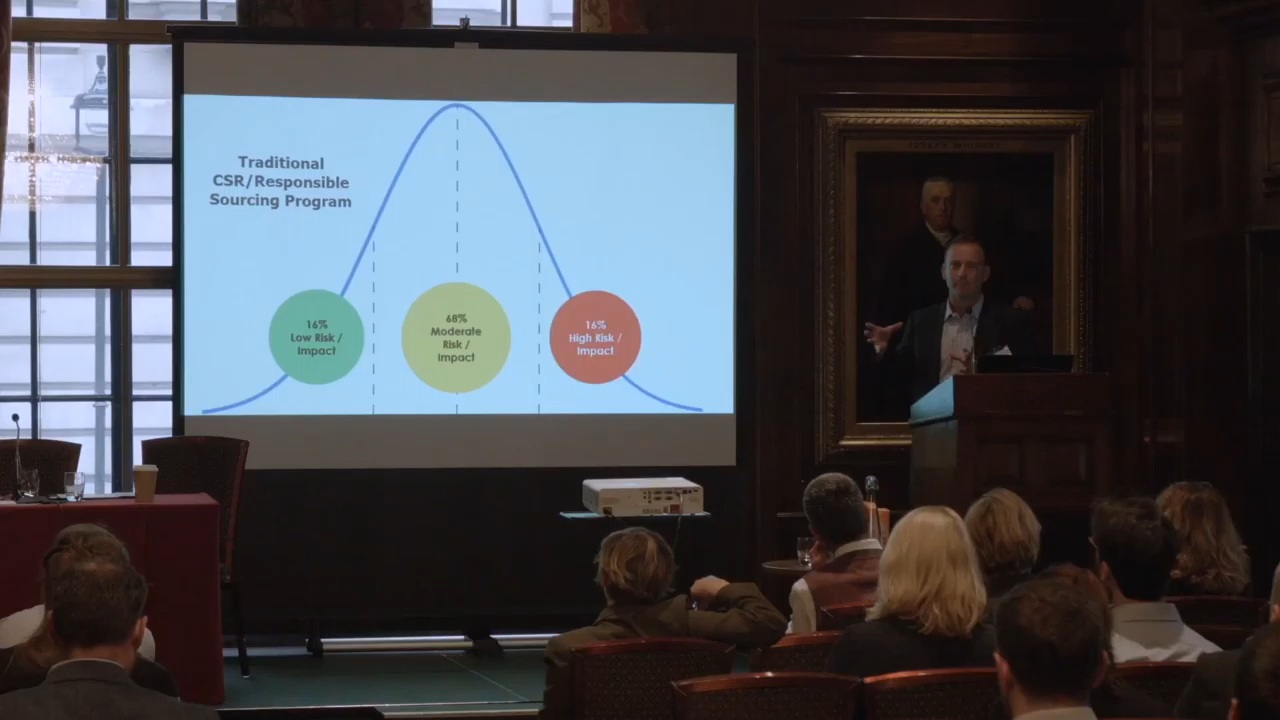 Traditional
CSR/Responsible
Sourcing Program
16%
Low Risk /
Impact
68%
Moderate
Risk /
Impact
16%
High Risk /
Impact